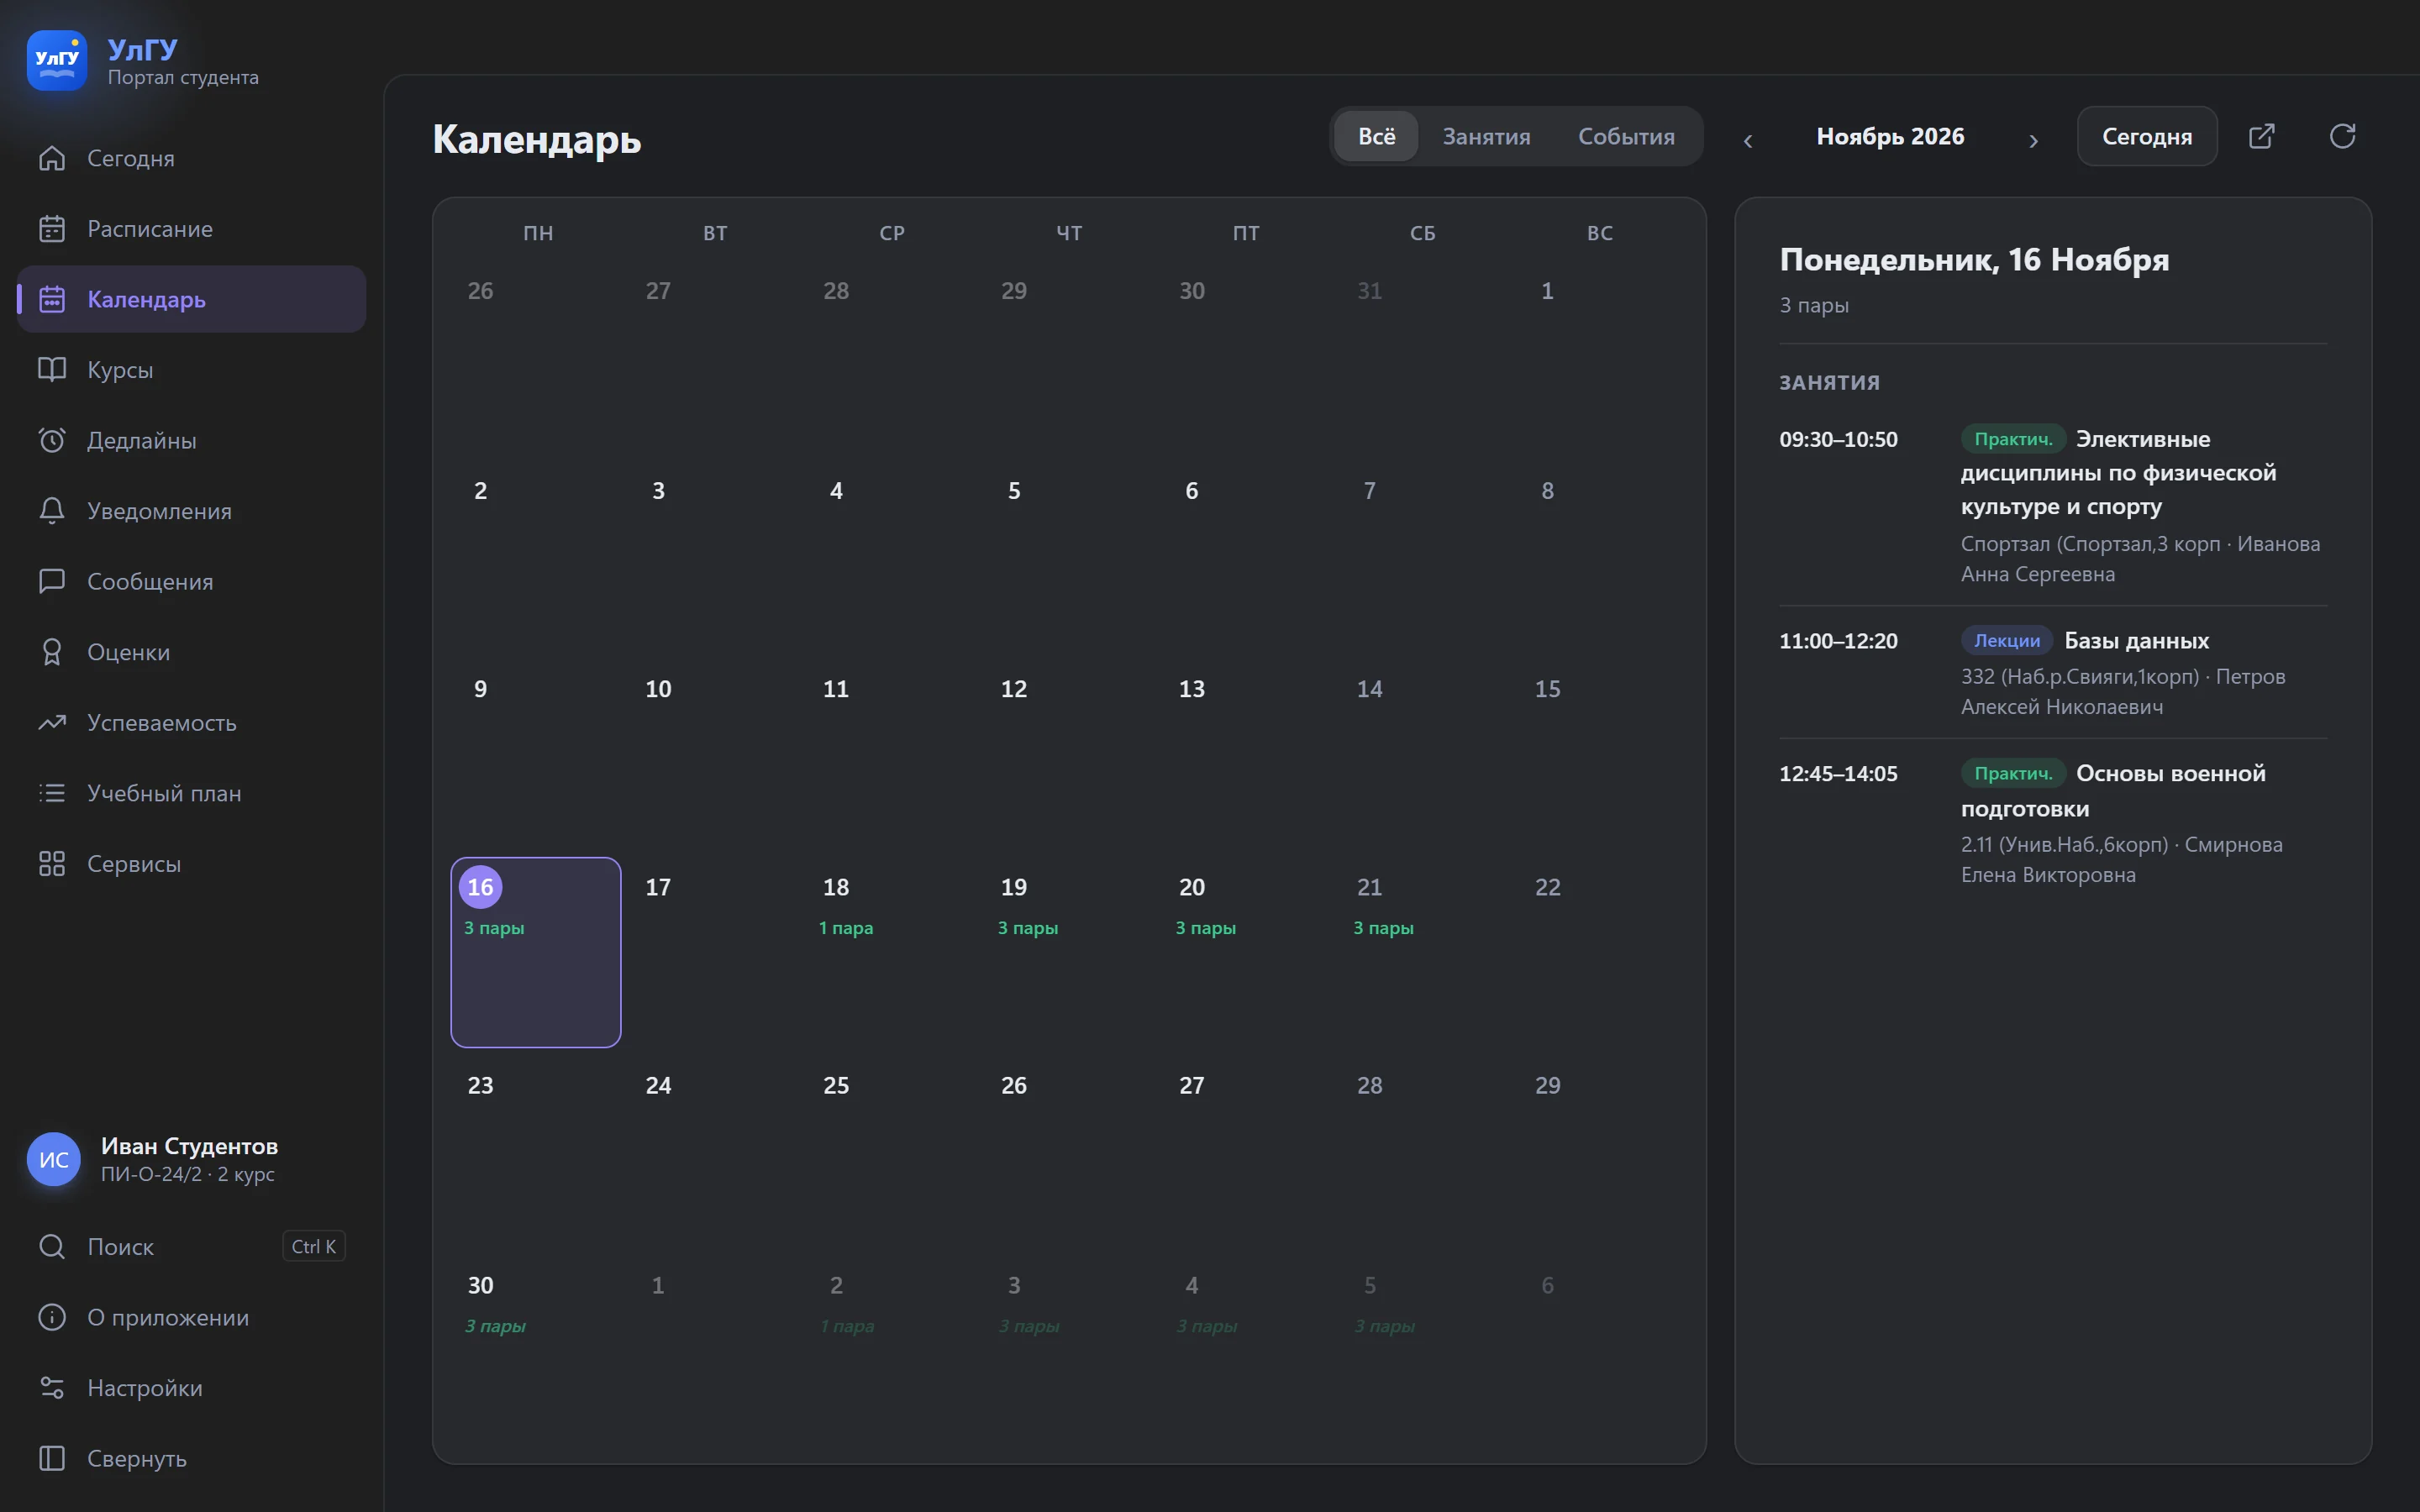 УлГУ
УлГУ
Портал студента
Сегодня
Расписание
Календарь
Курсы
Дедлайны
Уведомления
Сообщения
Оценки
Успеваемость
Учебный план
Сервисы
ИС
Иван Студентов
ПИ-О-24/2 · 2 курс
Поиск Ctrl K
О приложении
Настройки
Свернуть
Календарь
Всё Занятия События
‹ Ноябрь 2026 ›
Сегодня
ПН ВТ СР ЧТ ПТ СБ ВС
26 27 28 29 30 31 1
2 3 4 5 6 7 8
9 10 11 12 13 14 15
16 17 18 19 20 21 22
3 пары 1 пара 3 пары 3 пары 3 пары
23 24 25 26 27 28 29
30 1 2 3 4 5 6
3 пары 1 пара 3 пары 3 пары 3 пары
Понедельник, 16 Ноября
3 пары
ЗАНЯТИЯ
09:30–10:50 Практич. Элективные
дисциплины по физической
культуре и спорту
Спортзал (Спортзал,3 корп · Иванова
Анна Сергеевна
11:00–12:20 Лекции Базы данных
332 (Наб.р.Свияги,1корп) · Петров
Алексей Николаевич
12:45–14:05 Практич. Основы военной
подготовки
2.11 (Унив.Наб.,6корп) · Смирнова
Елена Викторовна